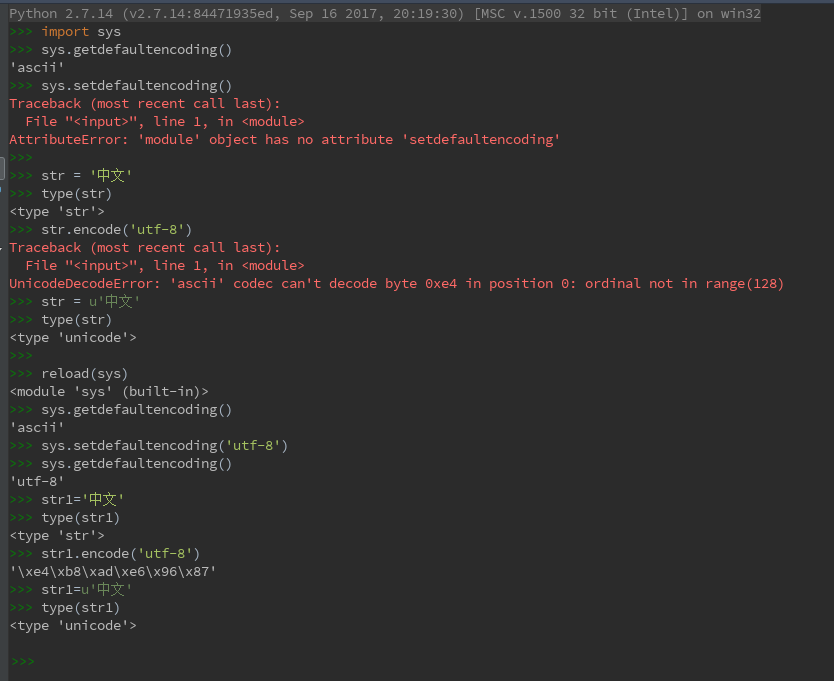 Python 2.7.14 (v2.7.14:84471935ed, Sep 16 2017, 20:19:30) [MSC v.1500 32 bit (Intel)] on win32
>>> import sys
>>> sys.getdefaultencoding()
'ascii'
>>> sys.setdefaultencoding()
Traceback (most recent call last):
  File "<input>", line 1, in <module>
AttributeError: 'module' object has no attribute 'setdefaultencoding'
>>>
>>> str = '中文'
>>> type(str)
<type 'str'>
>>> str.encode('utf-8')
Traceback (most recent call last):
  File "<input>", line 1, in <module>
UnicodeDecodeError: 'ascii' codec can't decode byte 0xe4 in position 0: ordinal not in range(128)
>>> str = u'中文'
>>> type(str)
<type 'unicode'>
>>>
>>> reload(sys)
<module 'sys' (built-in)>
>>> sys.getdefaultencoding()
'ascii'
>>> sys.setdefaultencoding('utf-8')
>>> sys.getdefaultencoding()
'utf-8'
>>> str1='中文'
>>> type(str1)
<type 'str'>
>>> str1.encode('utf-8')
'\xe4\xb8\xad\xe6\x96\x87'
>>> str1=u'中文'
>>> type(str1)
<type 'unicode'>
>>>